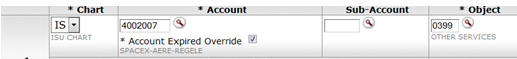 * Chart * Account Sub-Account * Object
IS 4002007 0399
ISU CHART * Account Expired Override OTHER SERVICES
SPACEX-AERE-REGELE